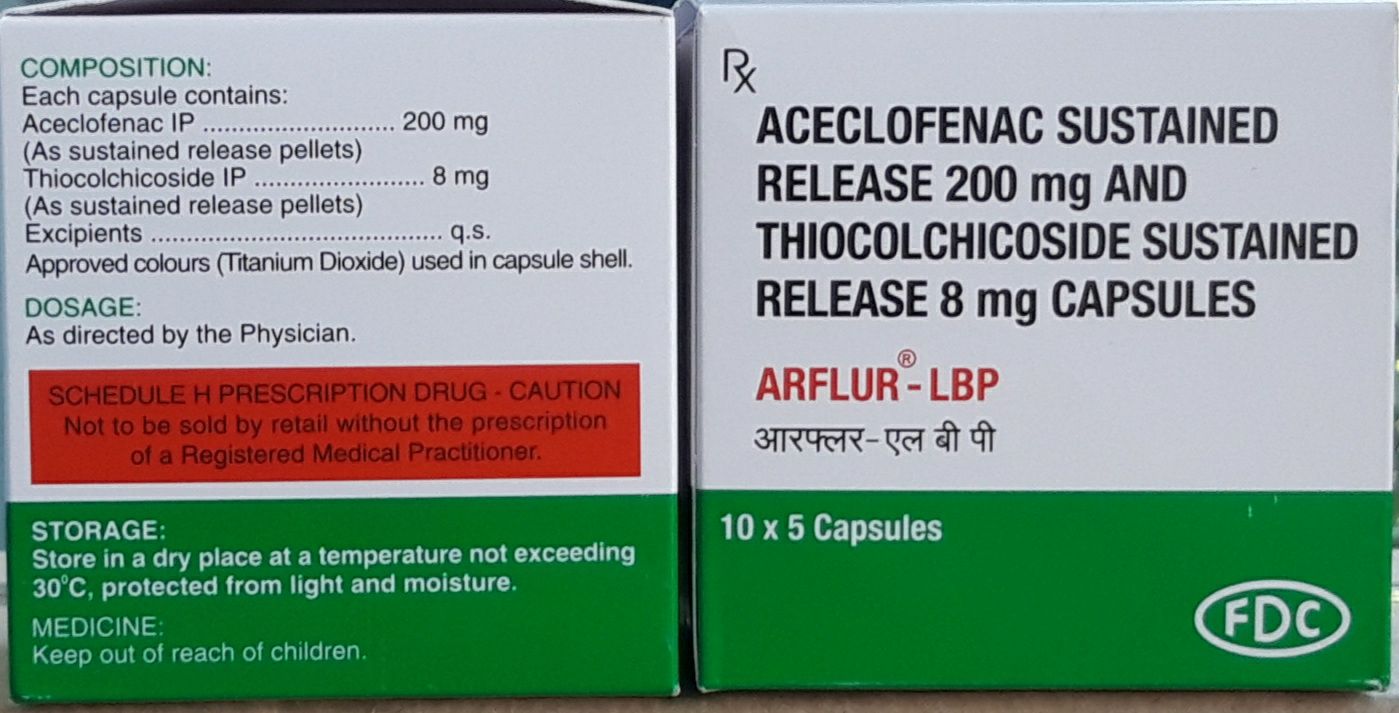 COMPOSITION:
Each capsule contains:
Aceclofenac IP ........................... 200 mg
(As sustained release pellets)
Thiocolchicoside IP ........................ 8 mg
(As sustained release pellets)
Excipients ......................................... q.s.
Approved colours (Titanium Dioxide) used in capsule shell.
DOSAGE:
As directed by the Physician.
SCHEDULE H PRESCRIPTION DRUG - CAUTION
Not to be sold by retail without the prescription
of a Registered Medical Practitioner.
STORAGE:
Store in a dry place at a temperature not exceeding
30°C, protected from light and moisture.
MEDICINE:
Keep out of reach of children.
Rx
ACECLOFENAC SUSTAINED
RELEASE 200 mg AND
THIOCOLCHICOSIDE SUSTAINED
RELEASE 8 mg CAPSULES
ARFLUR®-LBP
आरफ्लर-एल बी पी
10 x 5 Capsules
FDC